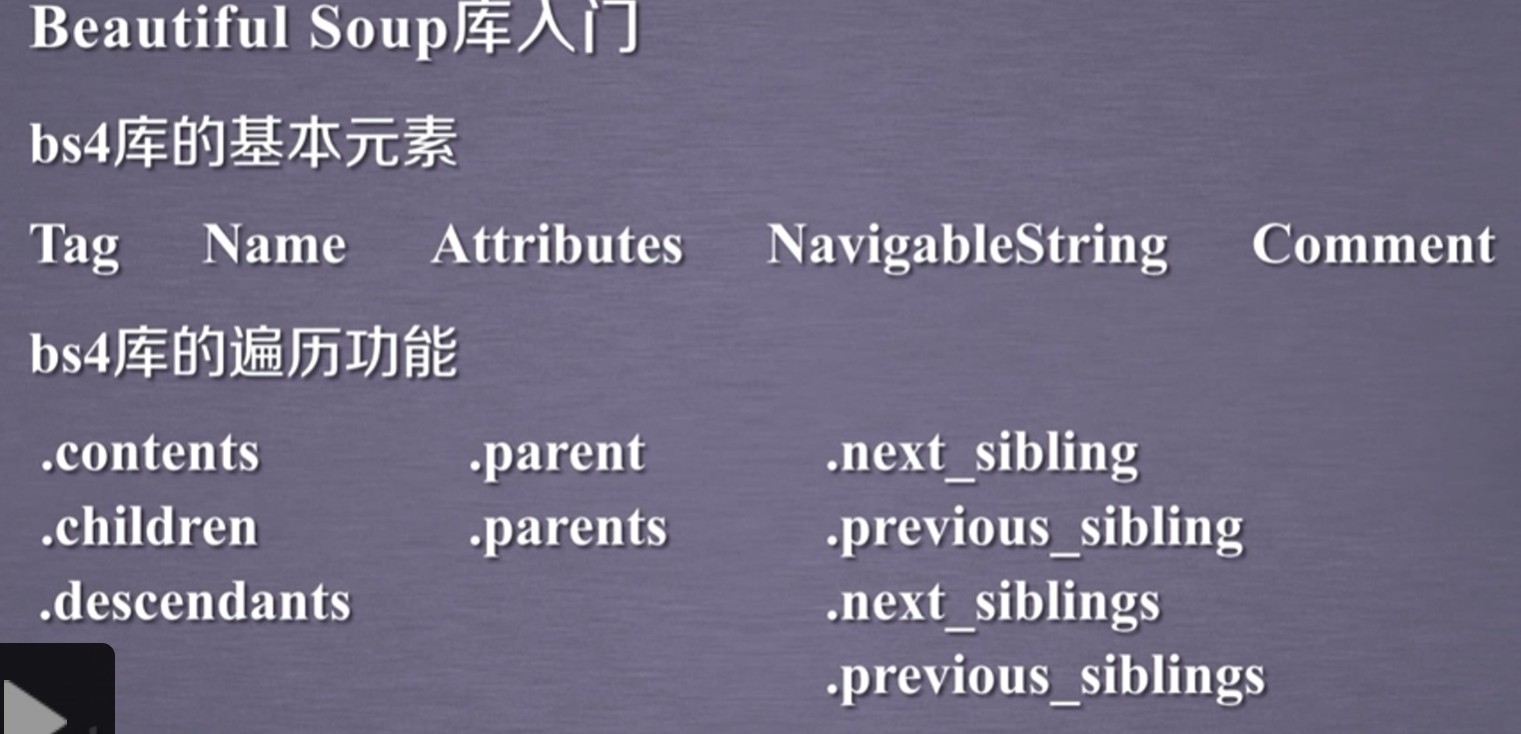 Beautiful Soup库入门
bs4库的基本元素
Tag Name Attributes NavigableString Comment
bs4库的遍历功能
.contents .parent .next_sibling
.children .parents .previous_sibling
.descendants .next_siblings
.previous_siblings